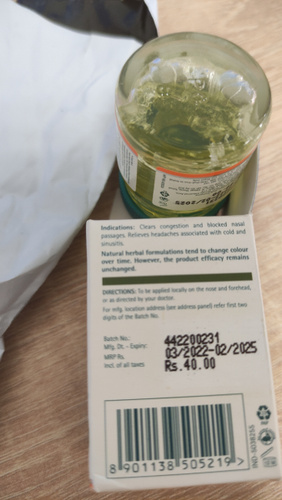 Indications: Clears congestion and blocked nasal
passages. Relieves headaches associated with cold and
sinusitis.
Natural herbal formulations tend to change colour
over time. However, the product efficacy remains
unchanged.
DIRECTIONS: To be applied locally on the nose and forehead,
or as directed by your doctor.
For mfg. location address (see address panel) refer first two
digits of the Batch No.
Batch No.: 442200231
Mfg. Dt. - Expiry: 03/2022-02/2025
MRP Rs. Rs.40.00
Incl. of all taxes
8 901138 505219 >